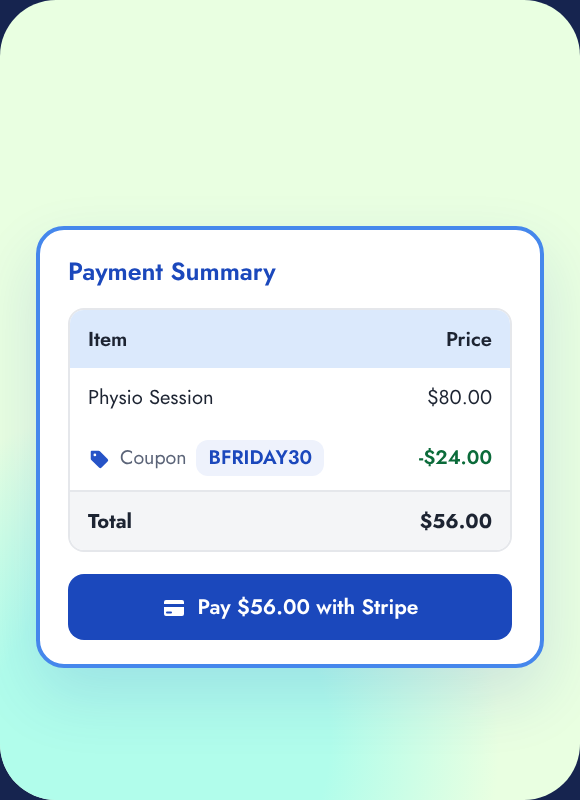 Payment Summary
Item Price
Physio Session $80.00
Coupon BFRIDAY30 -$24.00
Total $56.00
Pay $56.00 with Stripe